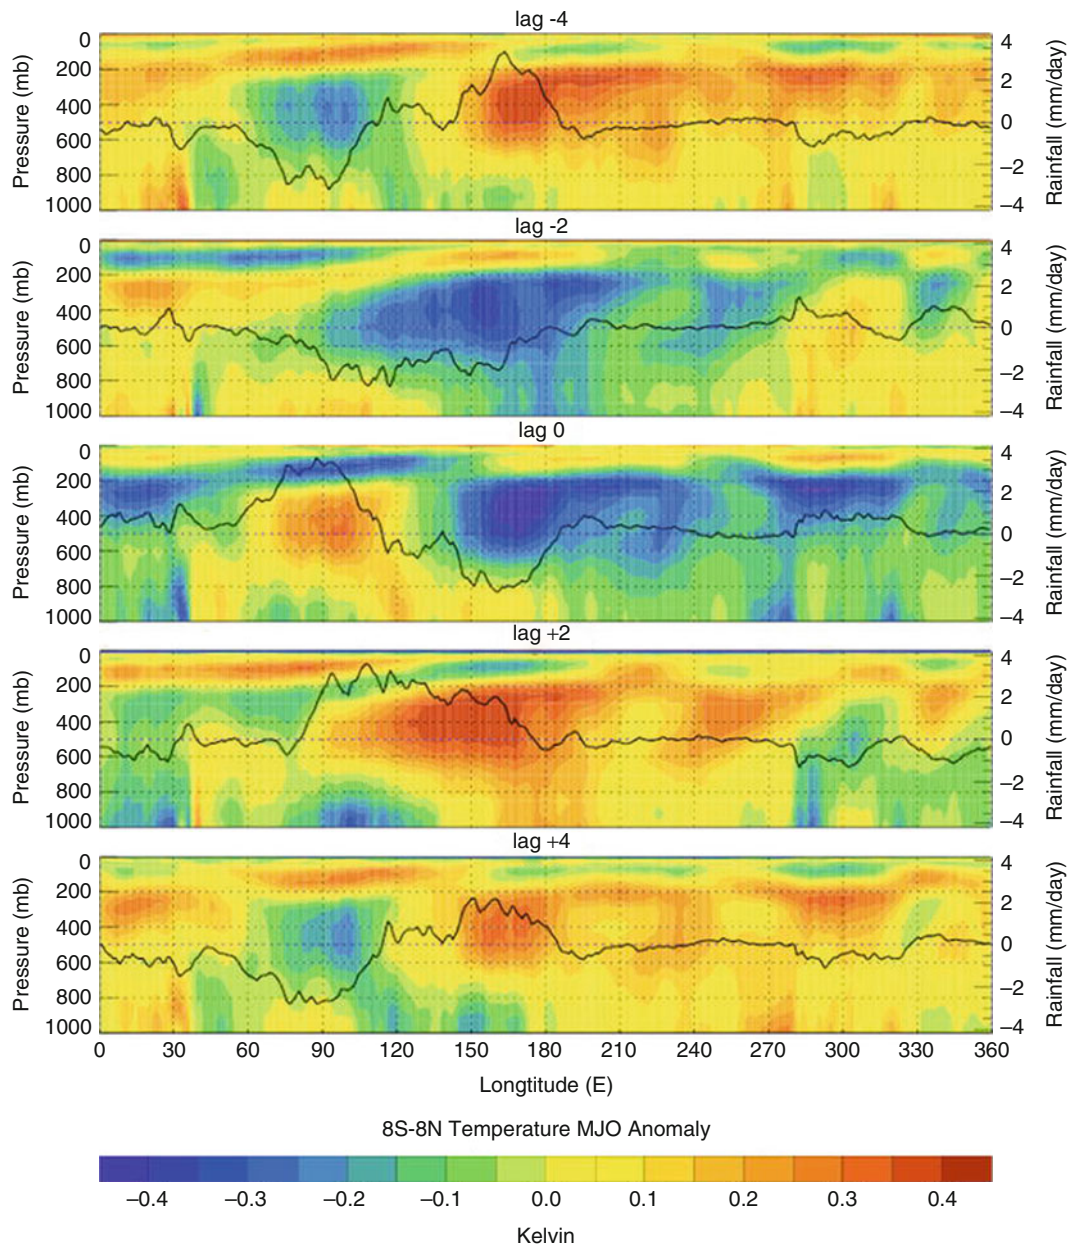 lag -4
0
200
400
600
800
1000
Pressure (mb)
4
2
0
−2
−4
Rainfall (mm/day)
lag -2
0
200
400
600
800
1000
Pressure (mb)
4
2
0
−2
−4
Rainfall (mm/day)
lag 0
0
200
400
600
800
1000
Pressure (mb)
4
2
0
−2
−4
Rainfall (mm/day)
lag +2
0
200
400
600
800
1000
Pressure (mb)
4
2
0
−2
−4
Rainfall (mm/day)
lag +4
0
200
400
600
800
1000
Pressure (mb)
4
2
0
−2
−4
Rainfall (mm/day)
0 30 60 90 120 150 180 210 240 270 300 330 360
Longtitude (E)
8S-8N Temperature MJO Anomaly
−0.4 −0.3 −0.2 −0.1 0.0 0.1 0.2 0.3 0.4
Kelvin